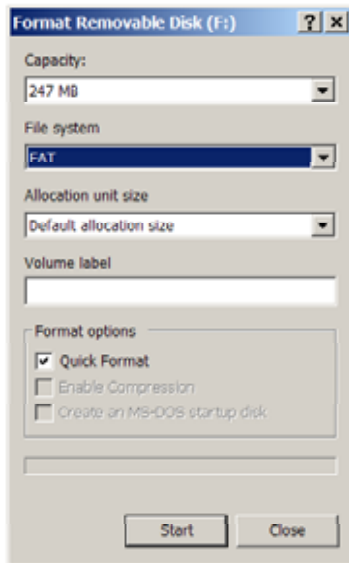 Format Removable Disk (F:)
Capacity:
247 MB
File system
FAT
Allocation unit size
Default allocation size
Volume label
Format options
Quick Format
Enable Compression
Create an MS-DOS startup disk
Start Close